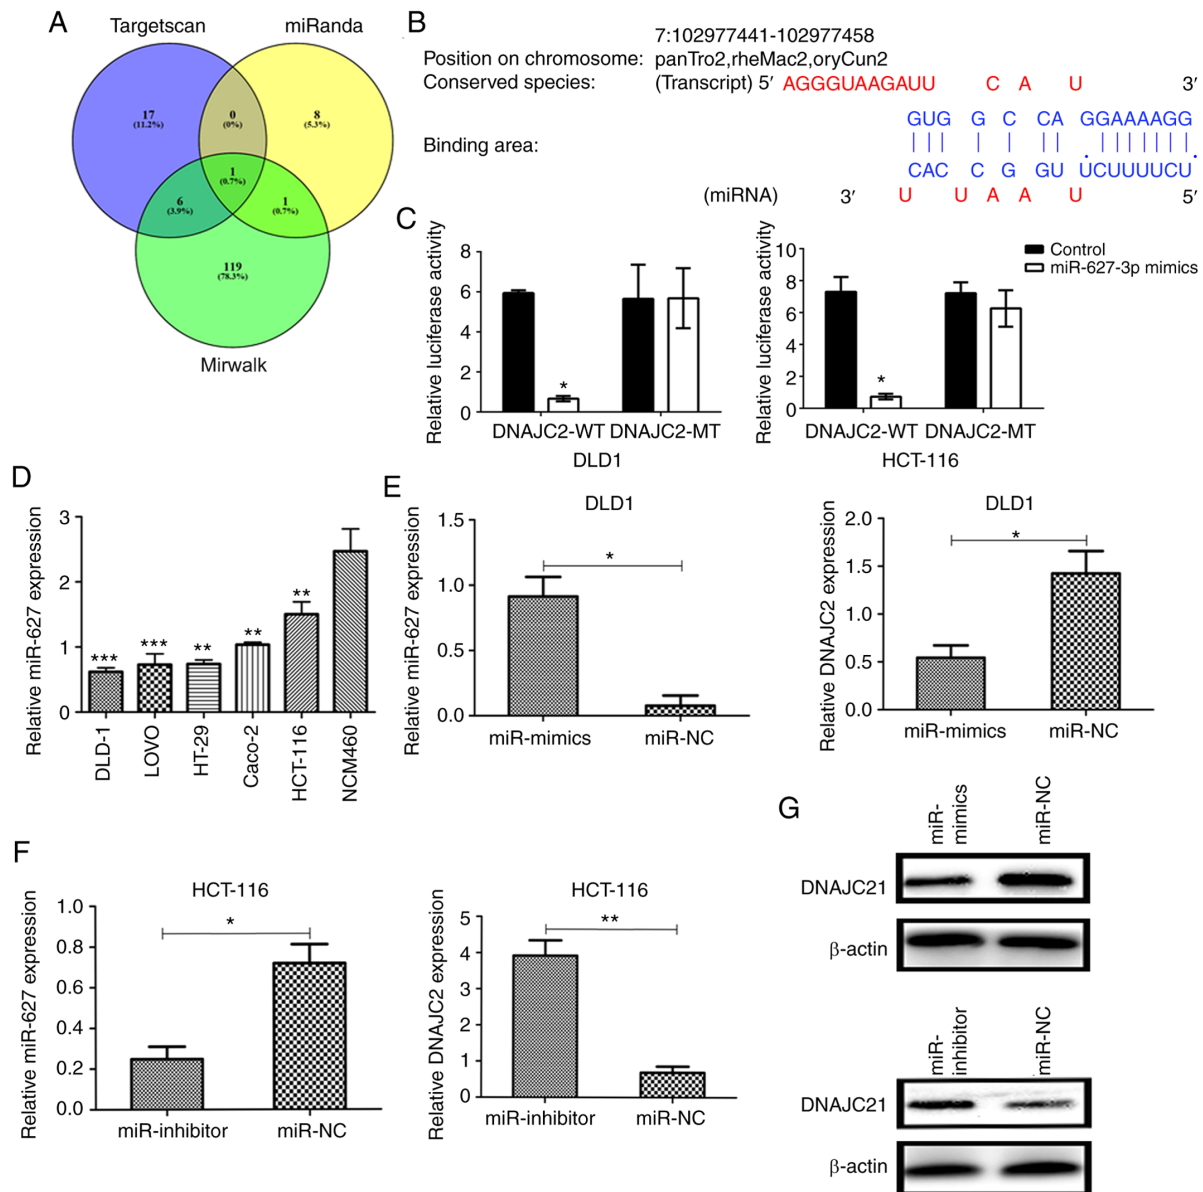 A
Targetscan
miRanda
17
(11.2%)
0
(0%)
8
(5.3%)
1
(0.7%)
6
(3.9%)
1
(0.7%)
119
(78.3%)
Mirwalk
B
7:102977441-102977458
Position on chromosome: panTro2,rheMac2,oryCun2
Conserved species: (Transcript) 5′ AGGGUAAGAUU C A U 3′
GUG G C CA GGAAAAGG
Binding area:
CAC C G GU UCUUUUCU
(miRNA) 3′ U U A A U 5′
C
Relative luciferase activity
8
6
4
2
0
*
DNAJC2-WT DNAJC2-MT
DLD1
Relative luciferase activity
10
8
6
4
2
0
*
DNAJC2-WT DNAJC2-MT
HCT-116
Control
miR-627-3p mimics
D
Relative miR-627 expression
3
2
1
0
*** *** ** ** **
DLD-1
LOVO
HT-29
Caco-2
HCT-116
NCM460
E
DLD1
Relative miR-627 expression
1.5
1.0
0.5
0.0
*
miR-mimics miR-NC
DLD1
Relative DNAJC2 expression
2.0
1.5
1.0
0.5
0.0
*
miR-mimics miR-NC
F
HCT-116
Relative miR-627 expression
1.0
0.8
0.6
0.4
0.2
0.0
*
miR-inhibitor miR-NC
HCT-116
Relative DNAJC2 expression
5
4
3
2
1
0
**
miR-inhibitor miR-NC
G
miR-
mimics
miR-NC
DNAJC21
β-actin
miR-
inhibitor
miR-NC
DNAJC21
β-actin